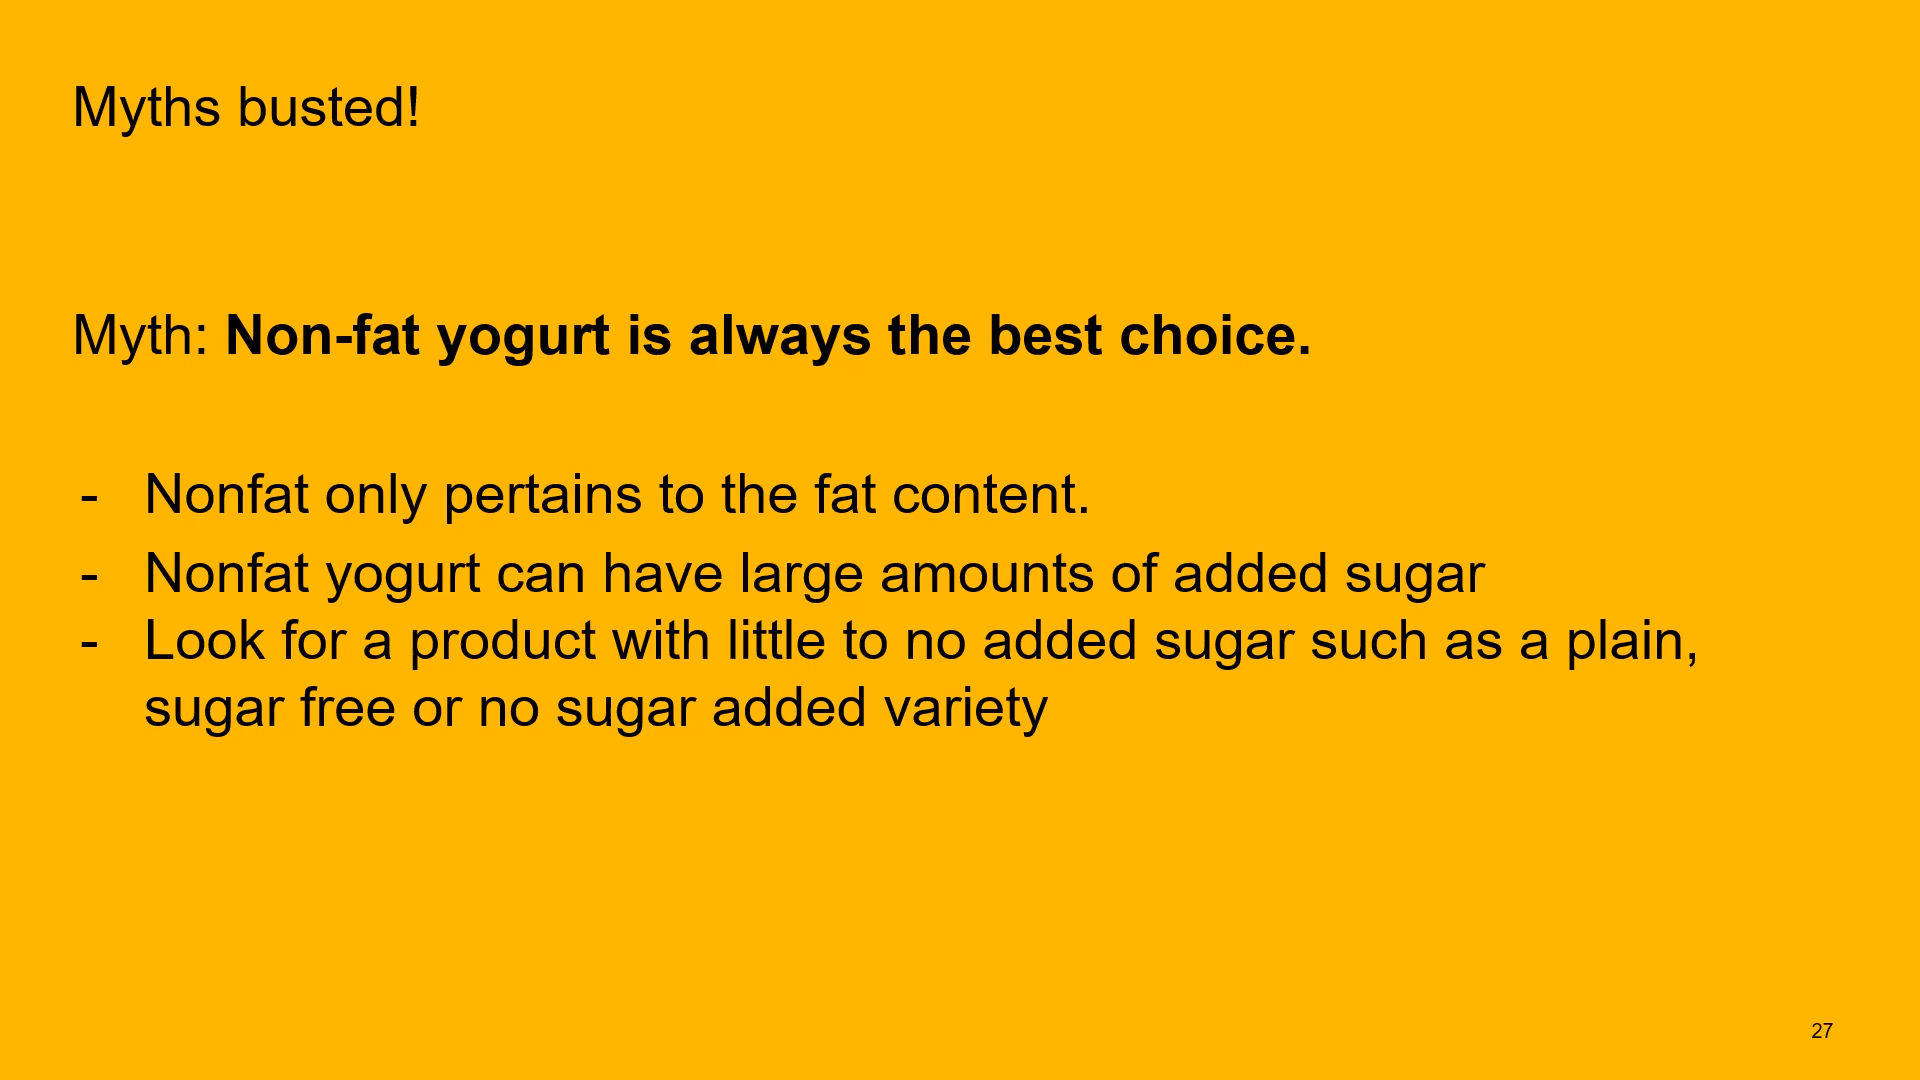 Myths busted!
Myth: Non-fat yogurt is always the best choice.
- Nonfat only pertains to the fat content.
- Nonfat yogurt can have large amounts of added sugar
- Look for a product with little to no added sugar such as a plain,
sugar free or no sugar added variety
27